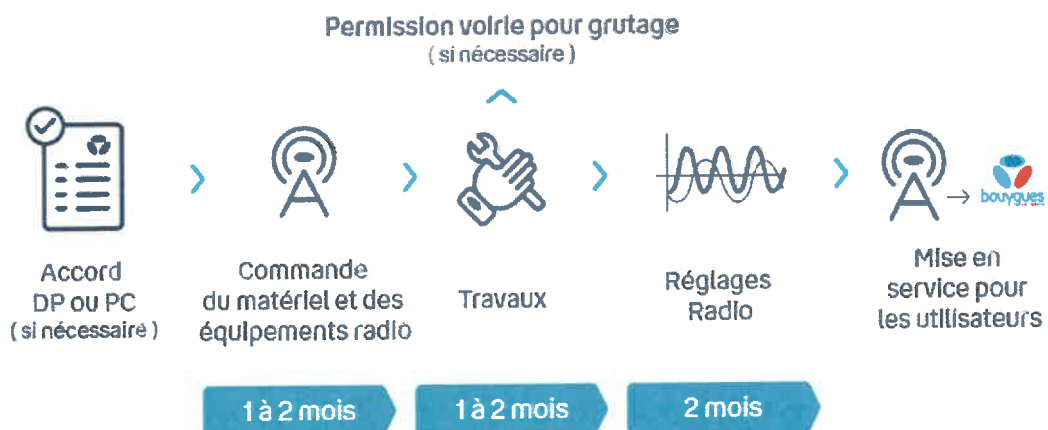 Permission voirie pour grutage
( si nécessaire )
Accord
DP ou PC
( si nécessaire )
Commande
du matériel et des
équipements radio
Travaux
Réglages
Radio
bouygues
Mise en
service pour
les utilisateurs
1 à 2 mois
1 à 2 mois
2 mois